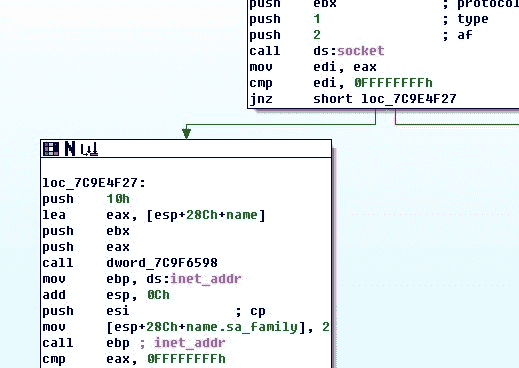 push ebx ; protocol
push 1 ; type
push 2 ; af
call ds:socket
mov edi, eax
cmp edi, 0FFFFFFFFh
jnz short loc_7C9E4F27
loc_7C9E4F27:
push 10h
lea eax, [esp+28Ch+name]
push ebx
push eax
call dword_7C9F6598
mov ebp, ds:inet_addr
add esp, 0Ch
push esi ; cp
mov [esp+28Ch+name.sa_family], 2
call ebp ; inet_addr
cmp eax, 0FFFFFFFFh